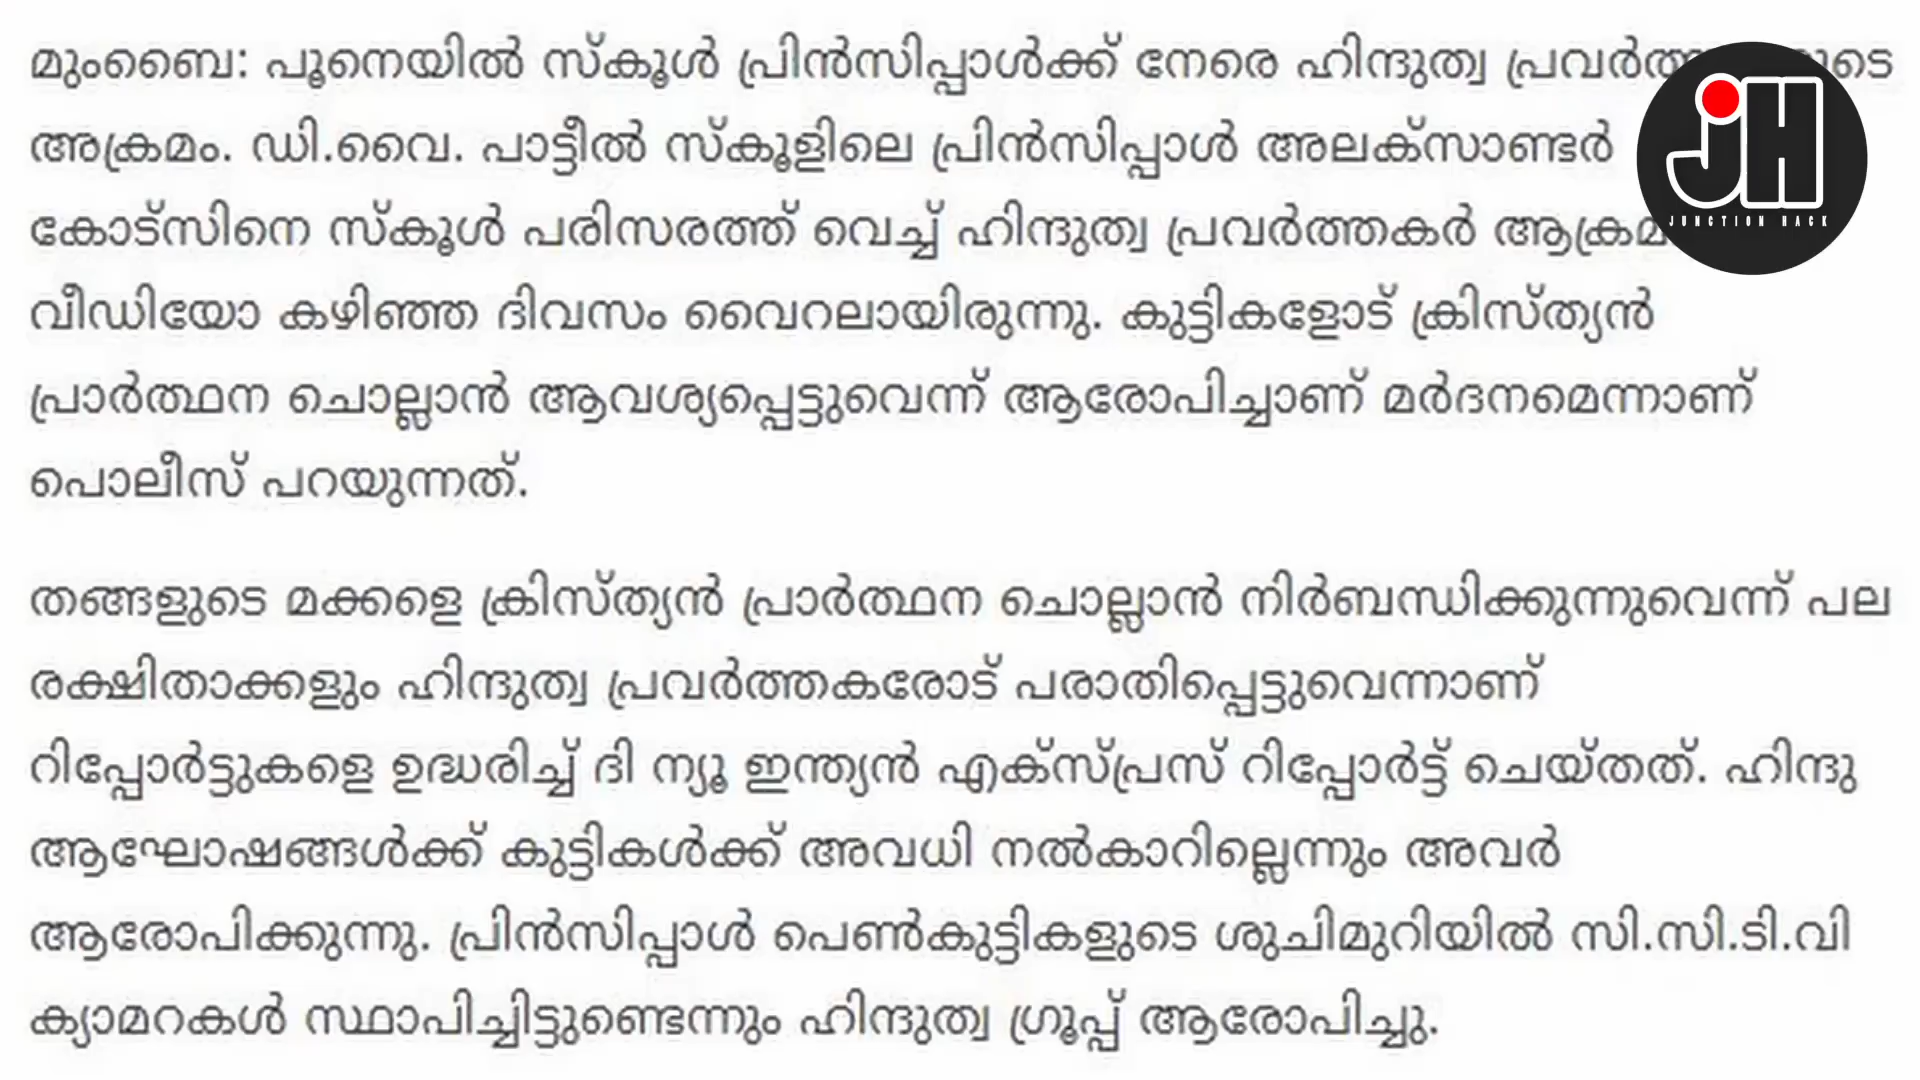 മുംബൈ: പൂനെയിൽ സ്കൂൾ പ്രിൻസിപ്പാൾക്ക് നേരെ ഹിന്ദുത്വ
അക്രമം. ഡി.വൈ. പാട്ടീൽ സ്കൂളിലെ പ്രിൻസിപ്പാൾ അലക്സാണ്ടർ
കോട്സിനെ സ്കൂൾ പരിസരത്ത് വെച്ച് ഹിന്ദുത്വ പ്രവർത്തകർ
വീഡിയോ കഴിഞ്ഞ ദിവസം വൈറലായിരുന്നു. കുട്ടികളോട് ക്രിസ്ത്യൻ
പ്രാർത്ഥന ചൊല്ലാൻ ആവശ്യപ്പെട്ടുവെന്ന് ആരോപിച്ചാണ് മർദനമെന്നാണ്
പൊലീസ് പറയുന്നത്.
തങ്ങളുടെ മക്കളെ ക്രിസ്ത്യൻ പ്രാർത്ഥന ചൊല്ലാൻ നിർബന്ധിക്കുന്നുവെന്ന് പല
രക്ഷിതാക്കളും ഹിന്ദുത്വ പ്രവർത്തകരോട് പരാതിപ്പെട്ടുവെന്നാണ്
റിപ്പോർട്ടുകളെ ഉദ്ധരിച്ച് ദി ന്യൂ ഇന്ത്യൻ എക്സ്പ്രസ് റിപ്പോർട്ട് ചെയ്തത്. ഹിന്ദു
ആഘോഷങ്ങൾക്ക് കുട്ടികൾക്ക് അവധി നൽകാറില്ലെന്നും അവർ
ആരോപിക്കുന്നു. പ്രിൻസിപ്പാൾ പെൺകുട്ടികളുടെ ശുചിമുറിയിൽ സി.സി.ടി.വി
ക്യാമറകൾ സ്ഥാപിച്ചിട്ടുണ്ടെന്നും ഹിന്ദുത്വ ഗ്രൂപ്പ് ആരോപിച്ചു.
JH
JUNCTION HACK